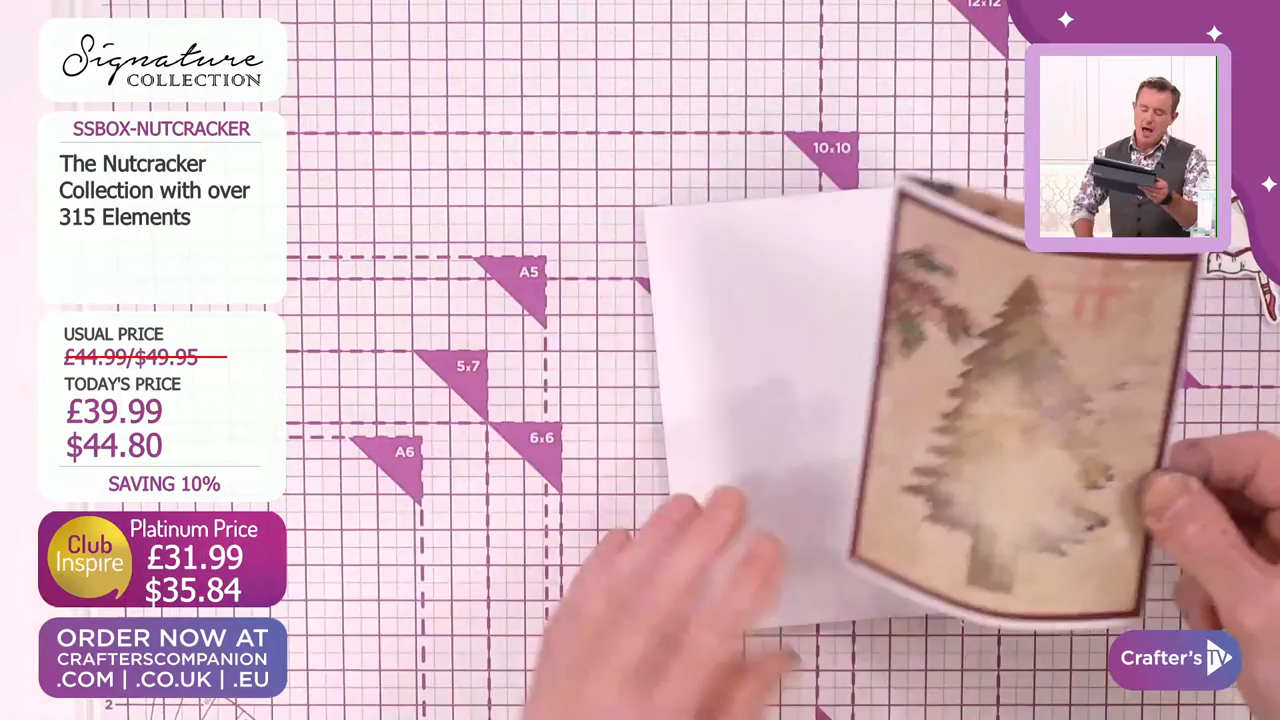 Signature
COLLECTION
SSBOX-NUTCRACKER
The Nutcracker
Collection with over
315 Elements
USUAL PRICE
£44.99/$49.95
TODAY'S PRICE
£39.99
$44.80
SAVING 10%
Club
Inspire
Platinum Price
£31.99
$35.84
ORDER NOW AT
CRAFTERSCOMPANION
.COM | .CO.UK | .EU
12x12
10x10
A5
5x7
6x6
A6
2
Crafter's TV